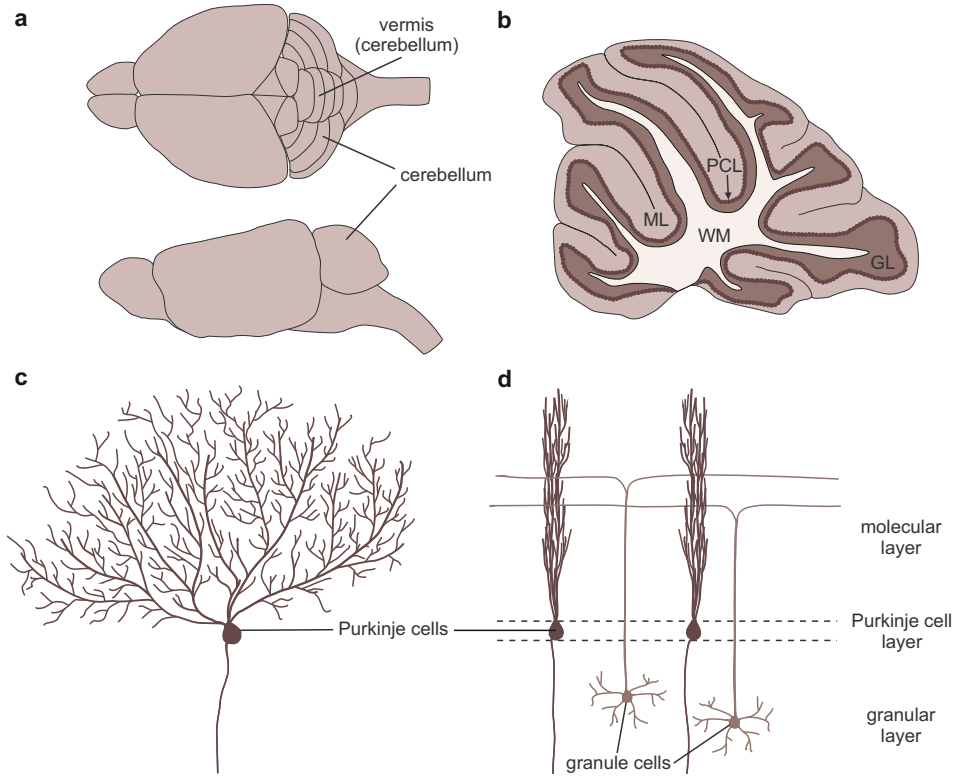 a
vermis
(cerebellum)
cerebellum
b
PCL
ML
WM
GL
c
Purkinje cells
d
molecular
layer
Purkinje cell
layer
granular
layer
granule cells